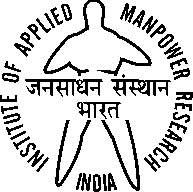 INSTITUTE OF APPLIED MANPOWER RESEARCH
जनसाधन संस्थान
भारत
INDIA